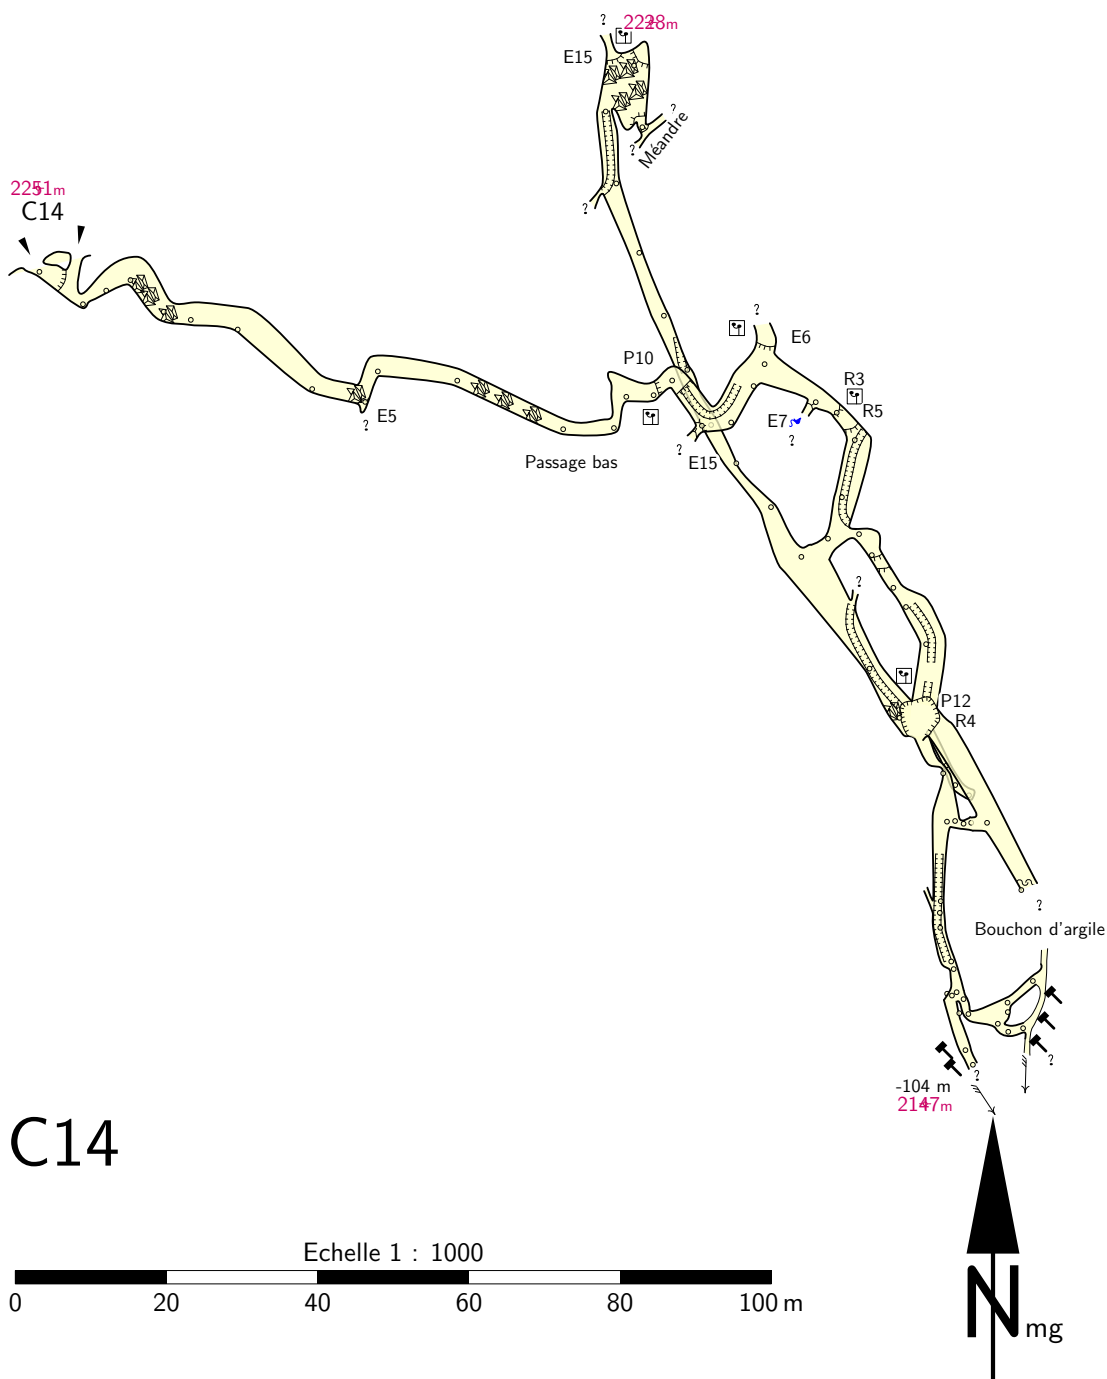 ?
2228m
E15
?
Méandre
?
2251m
C14
?
?
E6
P10
R3
R5
E5
?
E7
?
?
Passage bas
E15
?
P12
R4
?
Bouchon d'argile
?
?
-104 m
2147m
C14
Echelle 1 : 1000
0 20 40 60 80 100 m
N mg